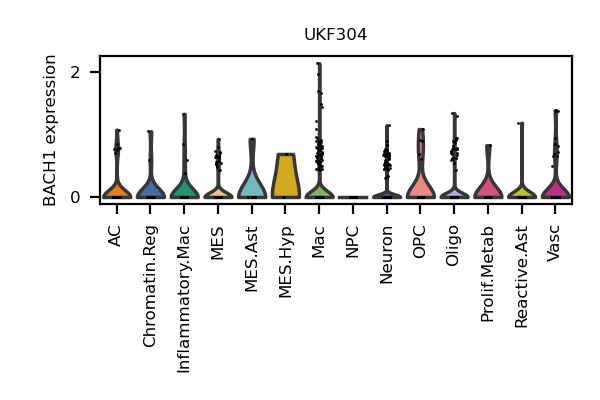 UKF304
BACH1 expression
2
0
AC
Chromatin.Reg
Inflammatory.Mac
MES
MES.Ast
MES.Hyp
Mac
NPC
Neuron
OPC
Oligo
Prolif.Metab
Reactive.Ast
Vasc